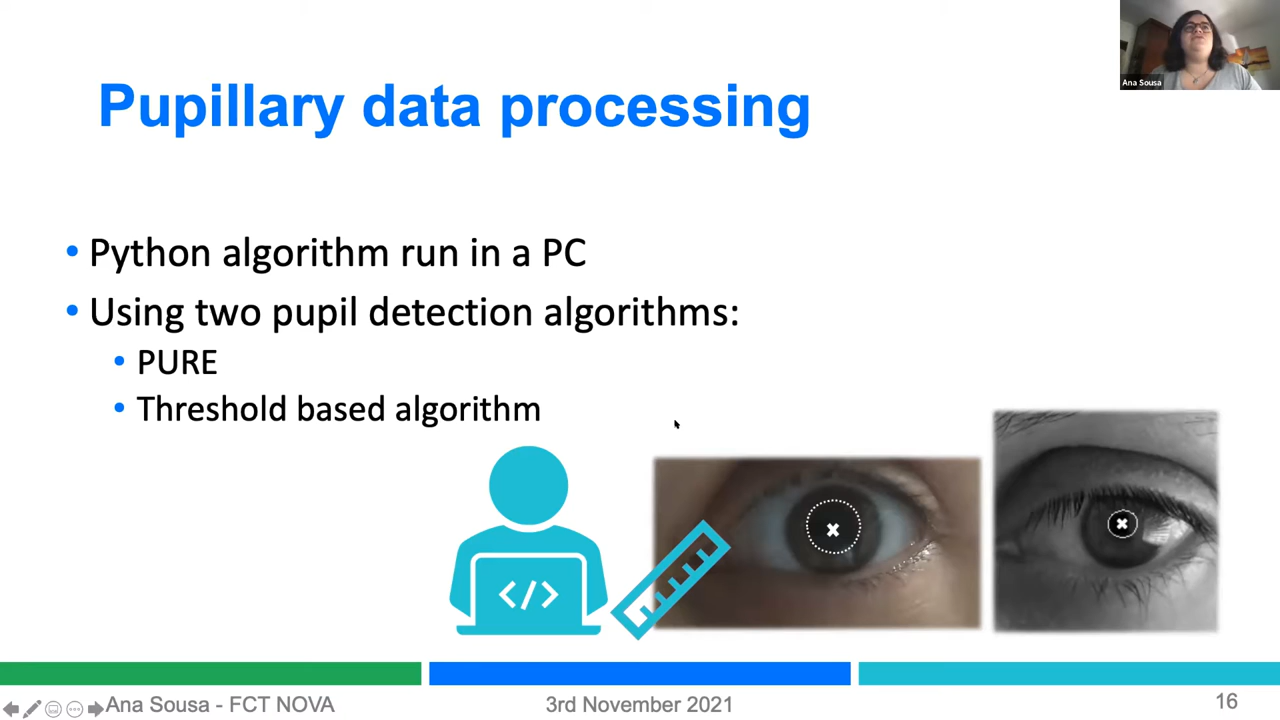 Ana Sousa
Pupillary data processing
• Python algorithm run in a PC
• Using two pupil detection algorithms:
• PURE
• Threshold based algorithm
</>
Ana Sousa - FCT NOVA
3rd November 2021
16